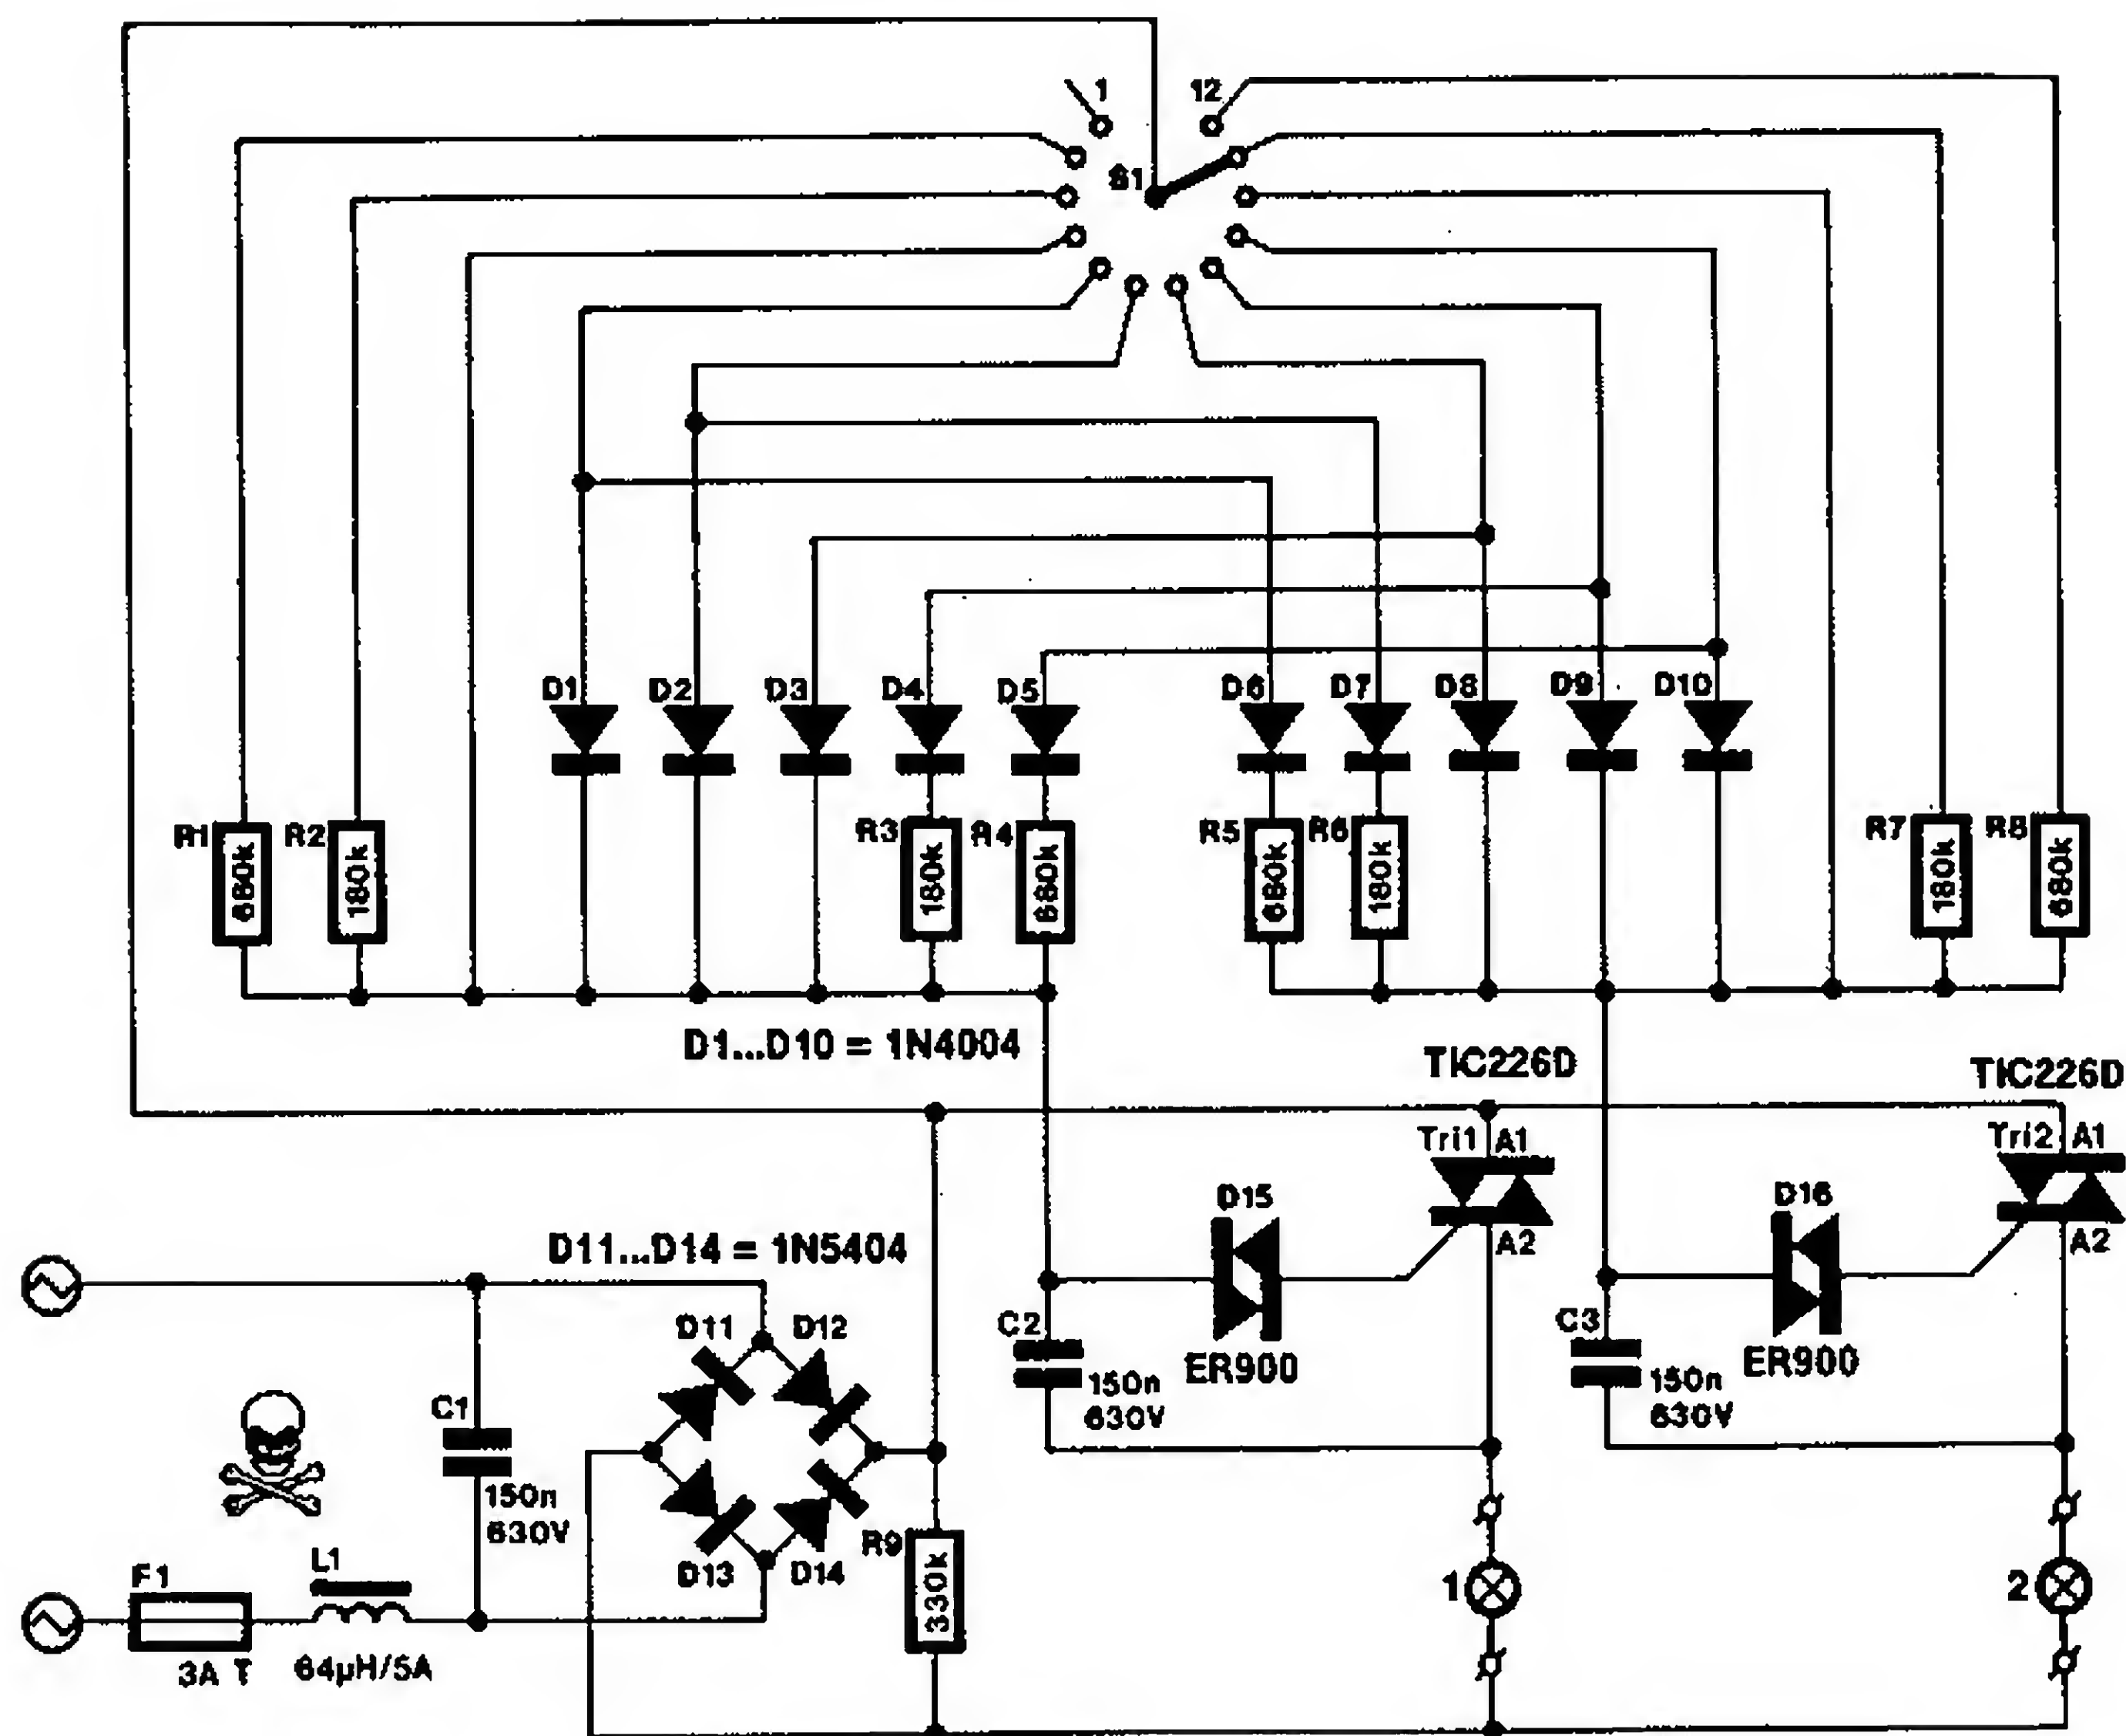 1 12
S1
D1 D2 D3 D4 D5 D6 D7 D8 D9 D10
R1 680k R2 180k R3 180k R4 680k R5 680k R6 180k R7 180k R8 680k
D1...D10 = 1N4004
TIC226D
TIC226D
Tri1 A1
Tri2 A1
D15
D16
A2
A2
D11...D14 = 1N5404
D11 D12
C2
150n
630V
ER900
C3
150n
630V
ER900
C1
150n
630V
D13 D14
R9
330k
F1
L1
1
2
3A T
64µH/5A